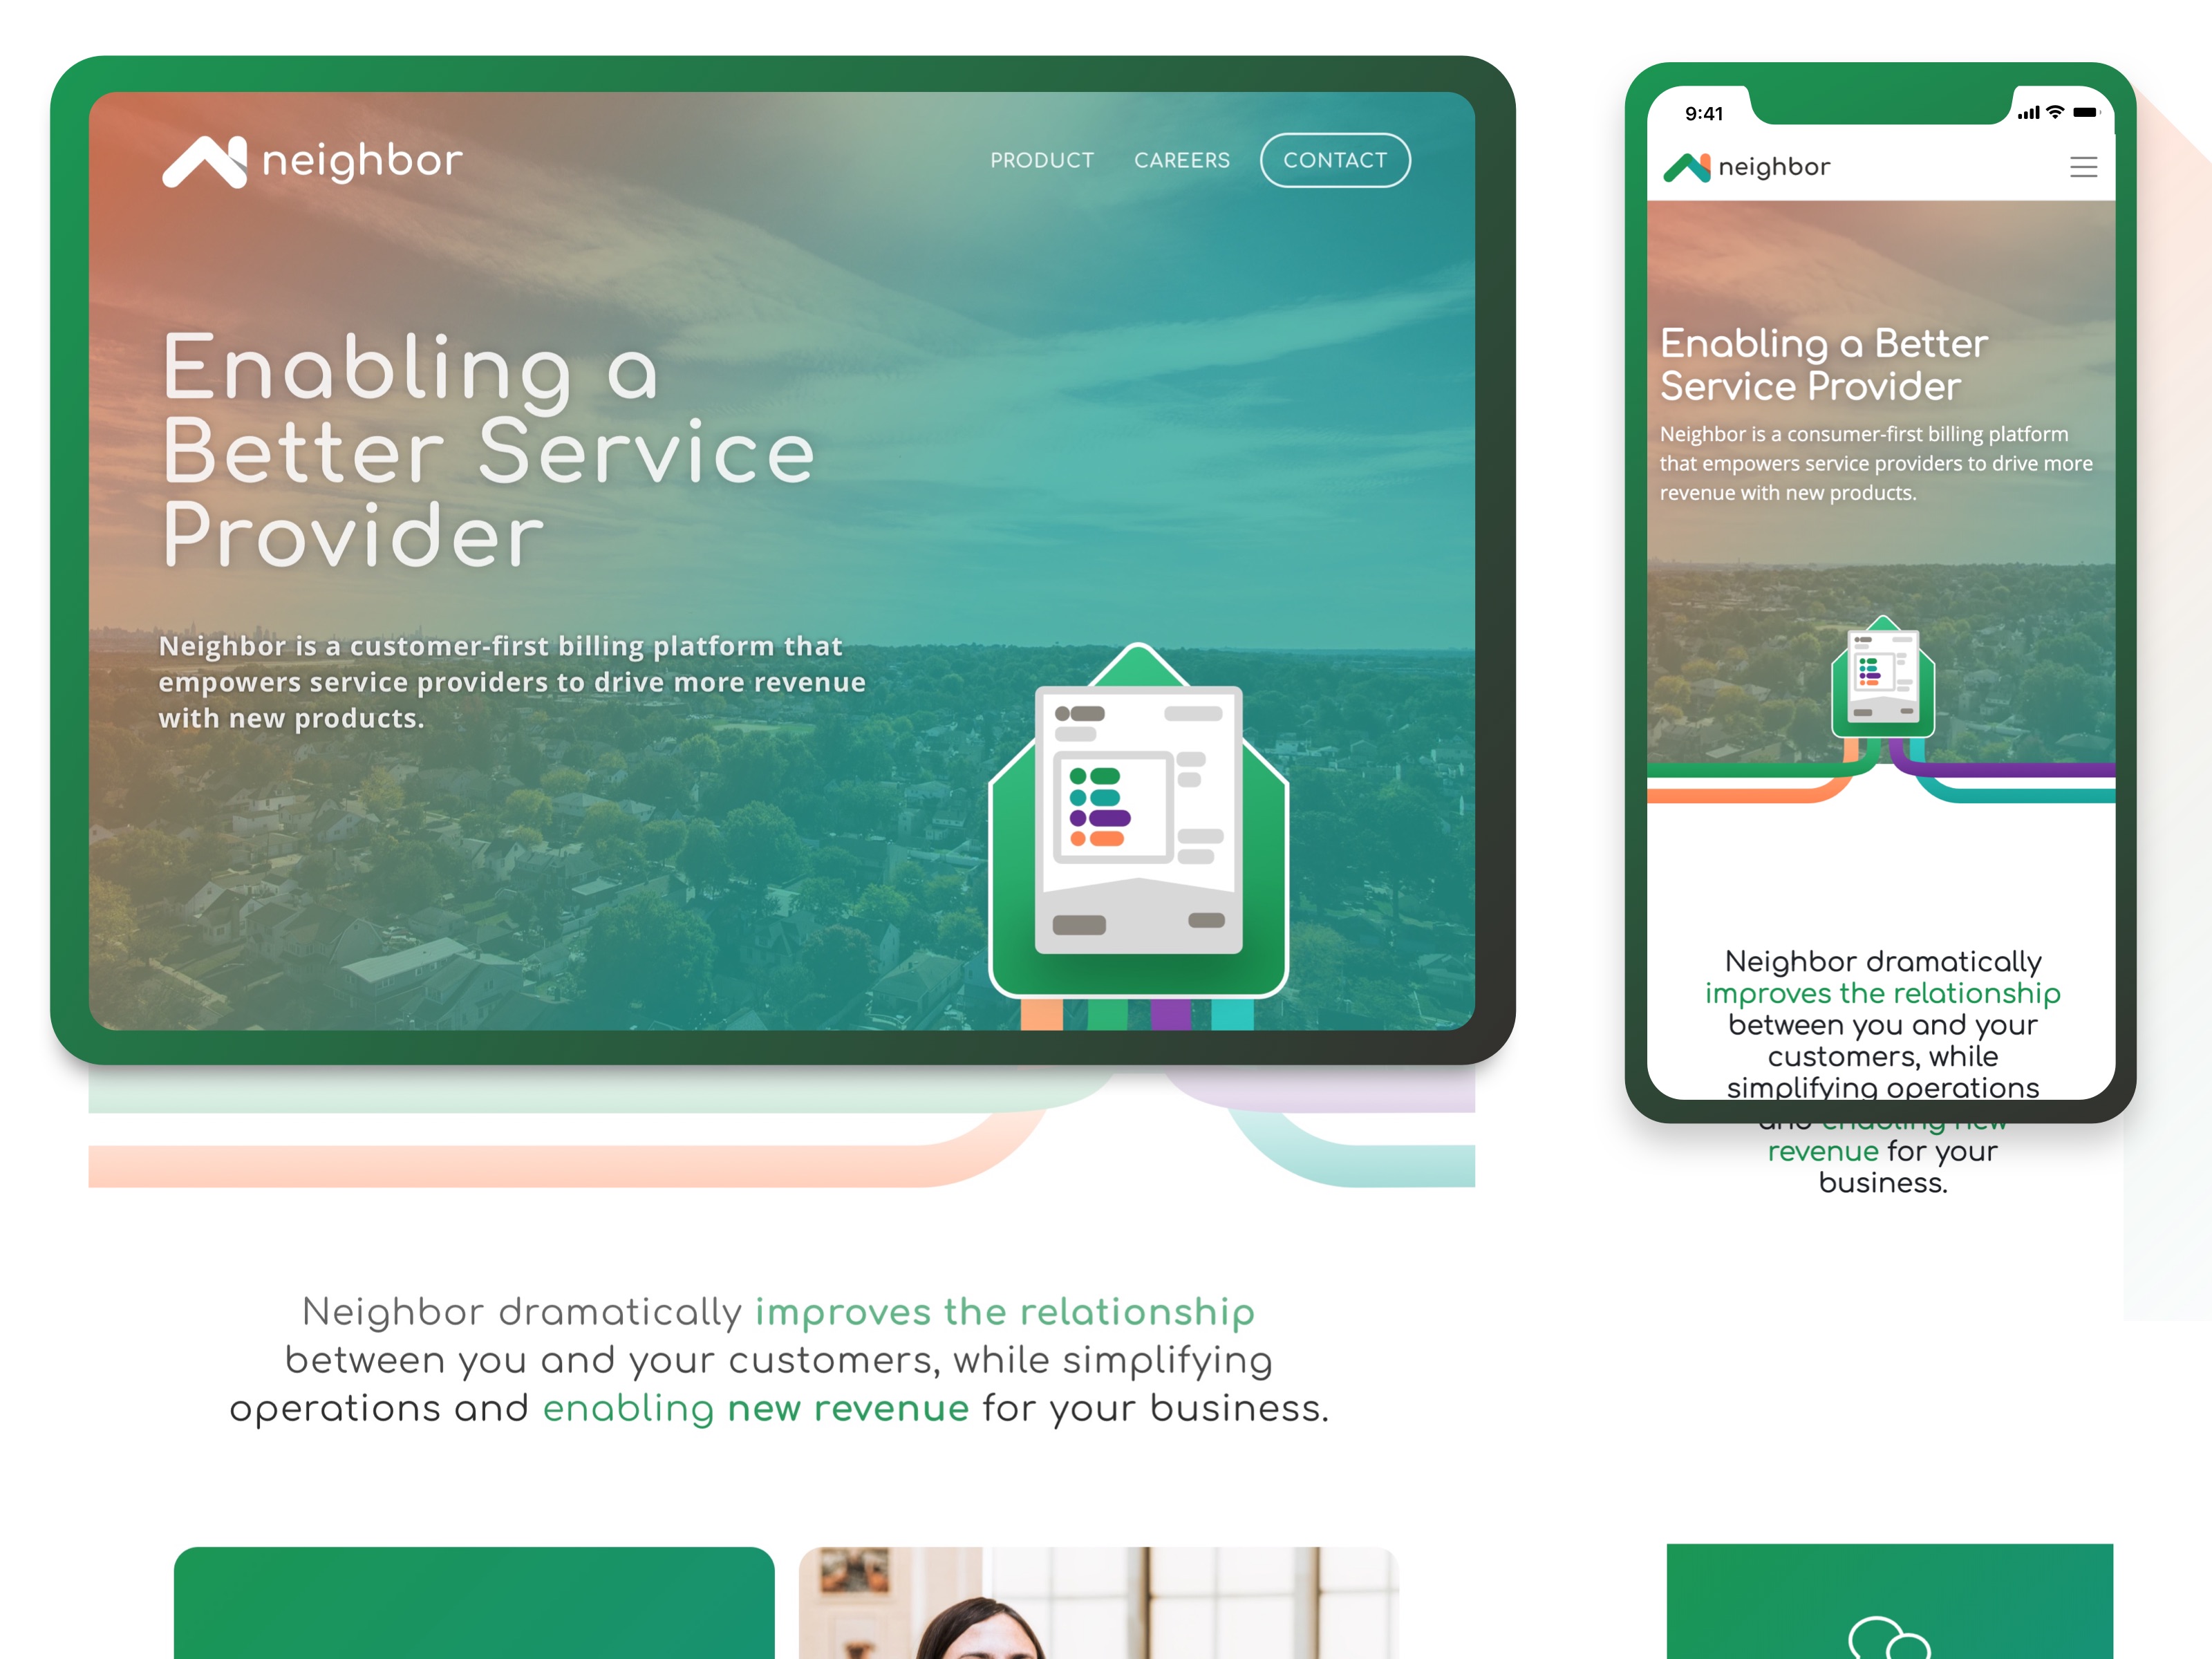 neighbor
PRODUCT CAREERS CONTACT
Enabling a
Better Service
Provider
Neighbor is a customer-first billing platform that
empowers service providers to drive more revenue
with new products.
Neighbor dramatically improves the relationship
between you and your customers, while simplifying
operations and enabling new revenue for your business.
9:41
neighbor
Enabling a Better
Service Provider
Neighbor is a consumer-first billing platform
that empowers service providers to drive more
revenue with new products.
Neighbor dramatically
improves the relationship
between you and your
customers, while
simplifying operations
and enabling new
revenue for your
business.